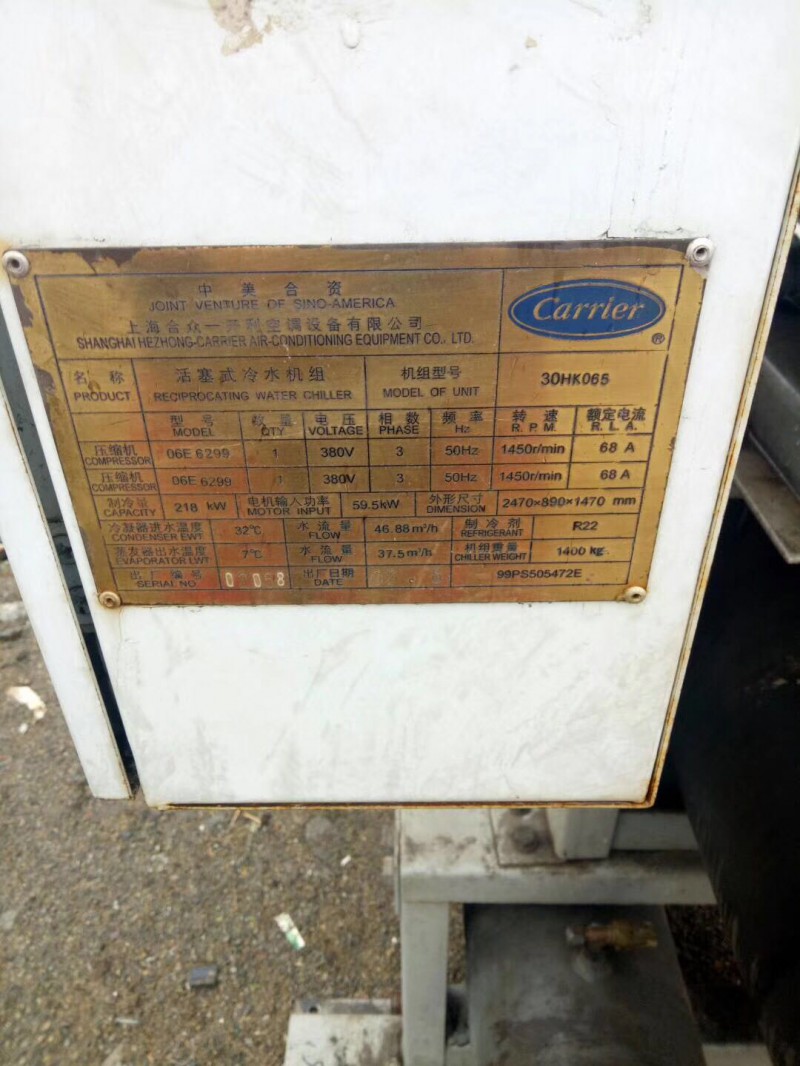 中美合资
JOINT VENTURE OF SINO-AMERICA
上海合众一开利空调设备有限公司
SHANGHAI HEZHONG-CARRIER AIR-CONDITIONING EQUIPMENT CO., LTD.
Carrier ®
名称 活塞式冷水机组 机组型号 30HK065
PRODUCT RECIPROCATING WATER CHILLER MODEL OF UNIT
型号 数量 电压 相数 频率 转速 额定电流
MODEL QTY VOLTAGE PHASE Hz R.P.M. R.L.A.
压缩机 06E 6299 1 380V 3 50Hz 1450r/min 68 A
COMPRESSOR
压缩机 06E 6299 1 380V 3 50Hz 1450r/min 68 A
COMPRESSOR
制冷量 218 kW 电机输入功率 59.5kW 外形尺寸 2470×890×1470 mm
CAPACITY MOTOR INPUT DIMENSION
冷凝器进水温度 32℃ 水流量 46.88m³/h 制冷剂 R22
CONDENSER EWT FLOW REFRIGERANT
蒸发器出水温度 7℃ 水流量 37.5m³/h 机组重量 1400 kg
EVAPORATOR LWT FLOW CHILLER WEIGHT
出厂编号 出厂日期 99PS505472E
SERIAL NO. DATE